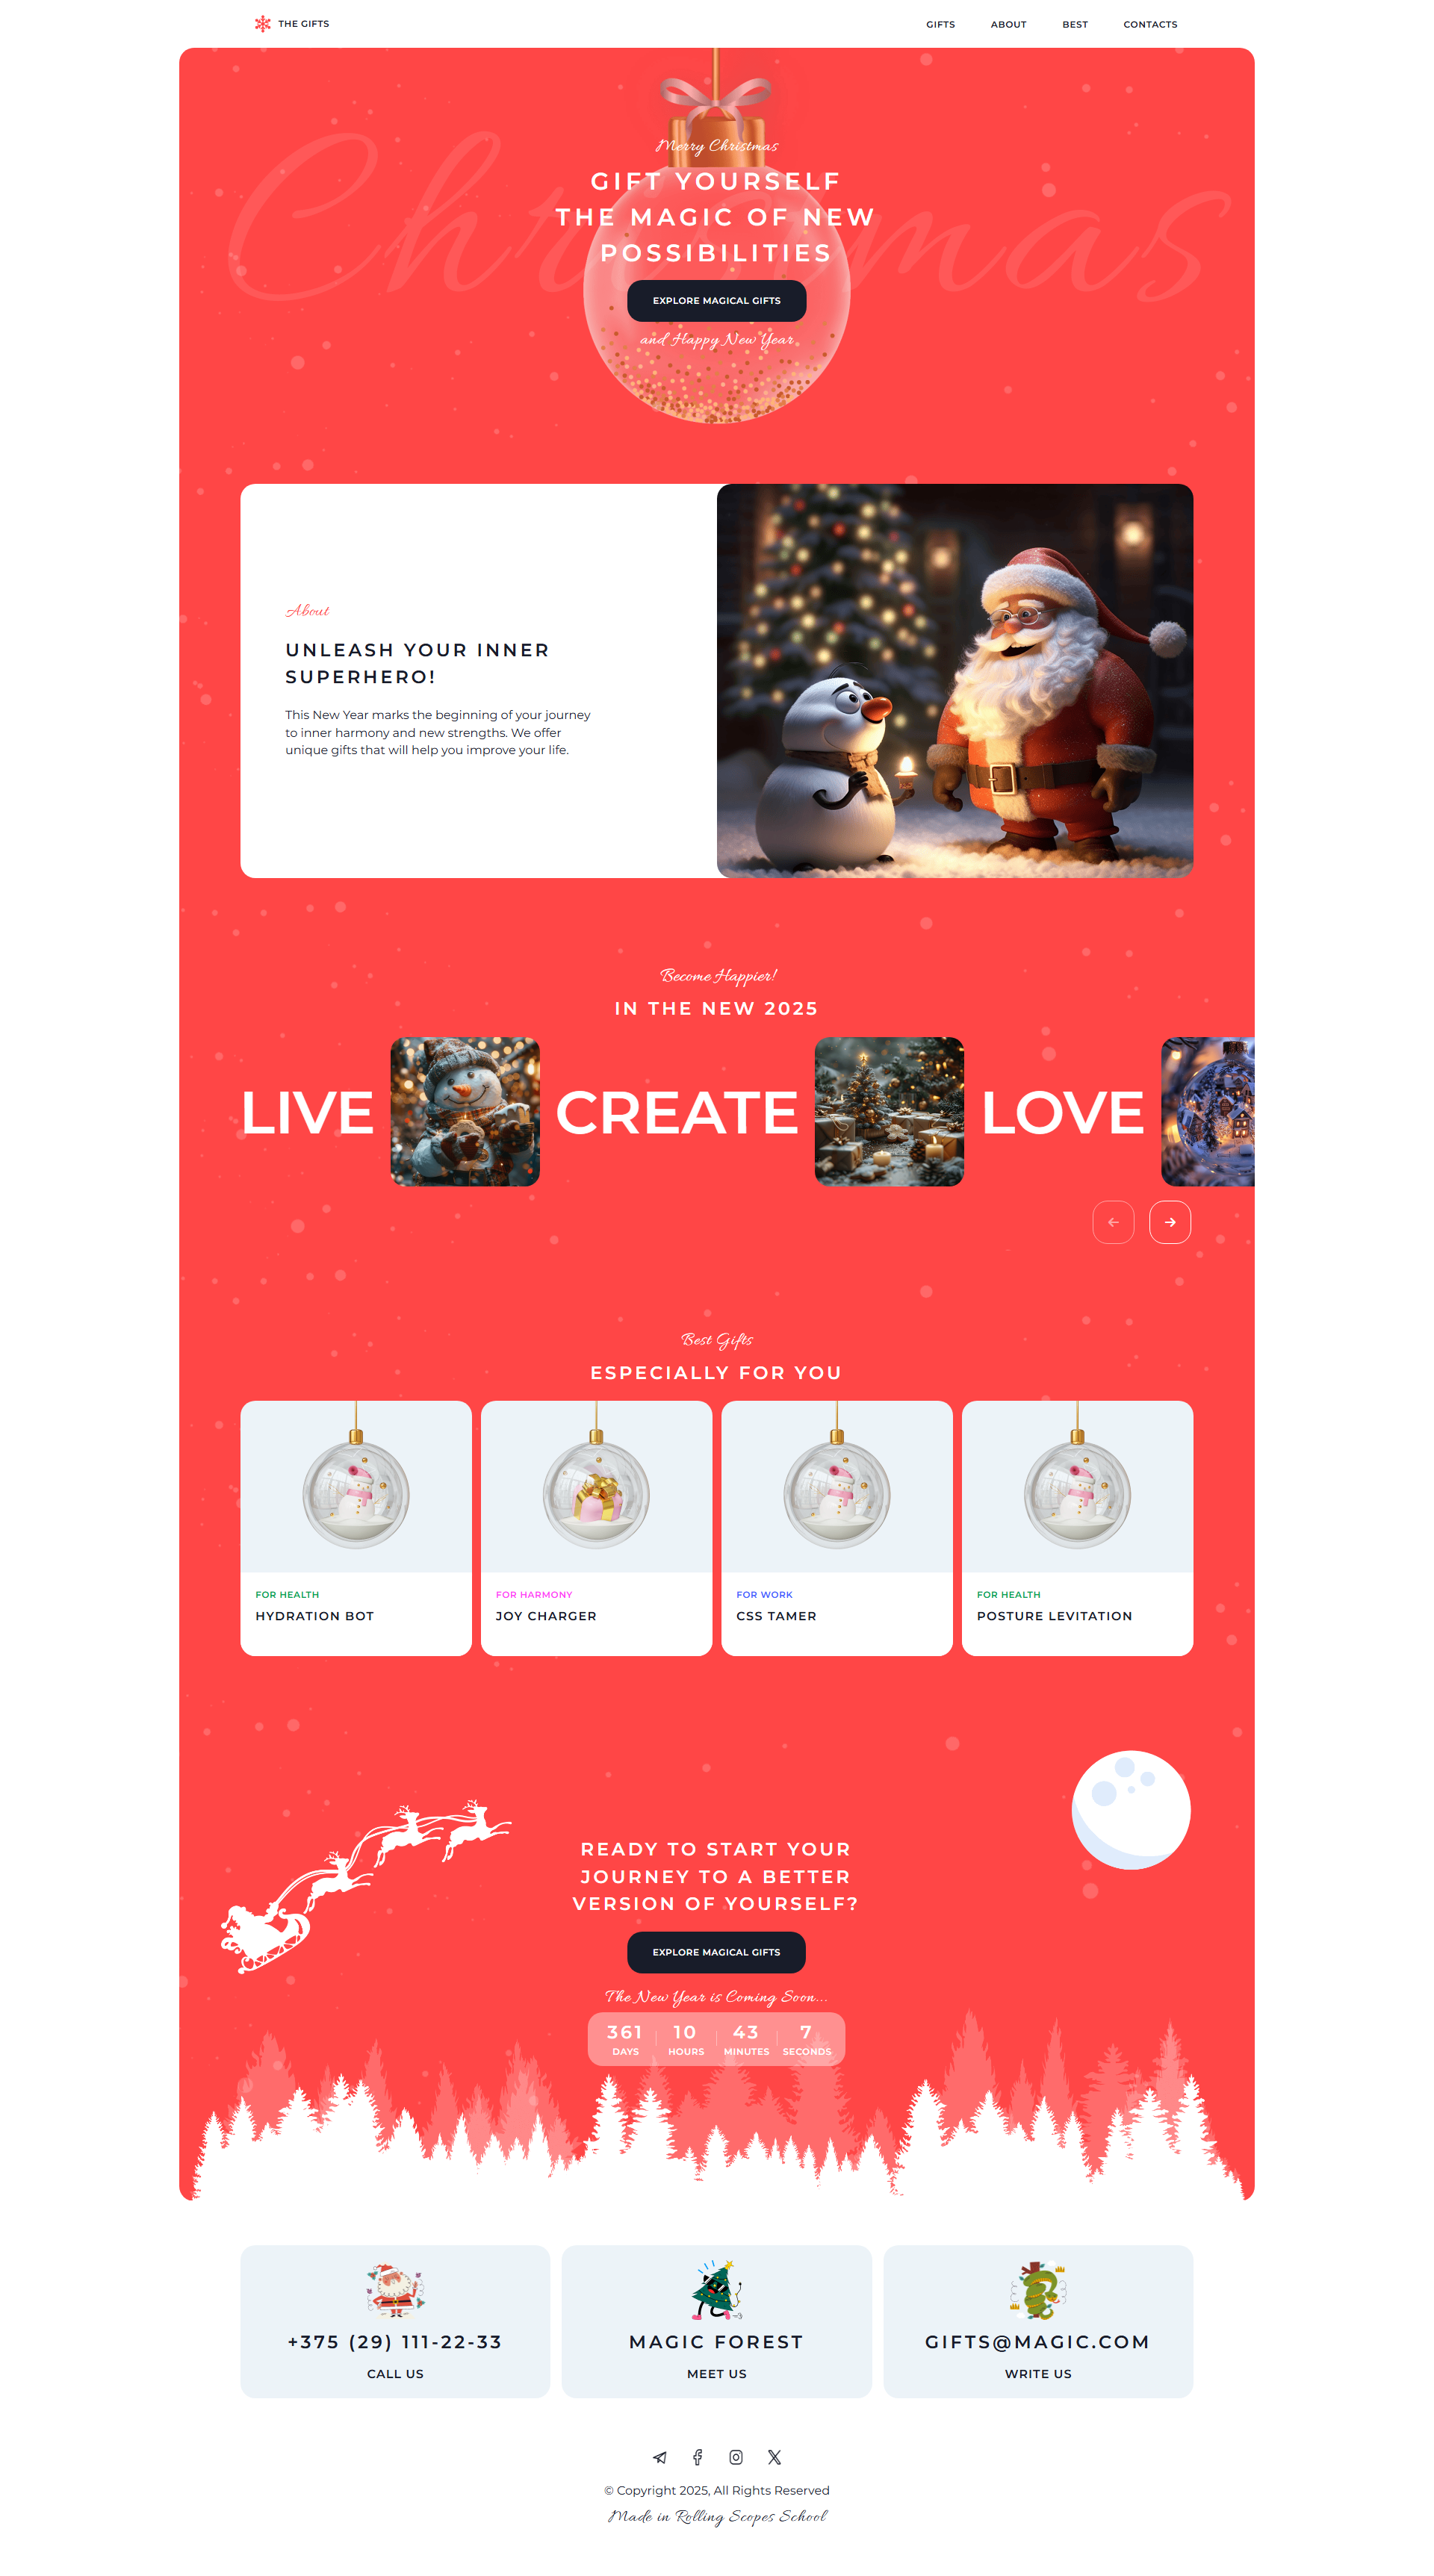 THE GIFTS
GIFTS ABOUT BEST CONTACTS
Christmas
Merry Christmas
GIFT YOURSELF
THE MAGIC OF NEW
POSSIBILITIES
EXPLORE MAGICAL GIFTS
and Happy New Year
About
UNLEASH YOUR INNER
SUPERHERO!
This New Year marks the beginning of your journey
to inner harmony and new strengths. We offer
unique gifts that will help you improve your life.
Become Happier!
IN THE NEW 2025
LIVE CREATE LOVE
Best Gifts
ESPECIALLY FOR YOU
FOR HEALTH
HYDRATION BOT
FOR HARMONY
JOY CHARGER
FOR WORK
CSS TAMER
FOR HEALTH
POSTURE LEVITATION
READY TO START YOUR
JOURNEY TO A BETTER
VERSION OF YOURSELF?
EXPLORE MAGICAL GIFTS
The New Year is Coming Soon...
361 10 43 7
DAYS HOURS MINUTES SECONDS
+375 (29) 111-22-33
CALL US
MAGIC FOREST
MEET US
GIFTS@MAGIC.COM
WRITE US
© Copyright 2025, All Rights Reserved
Made in Rolling Scopes School